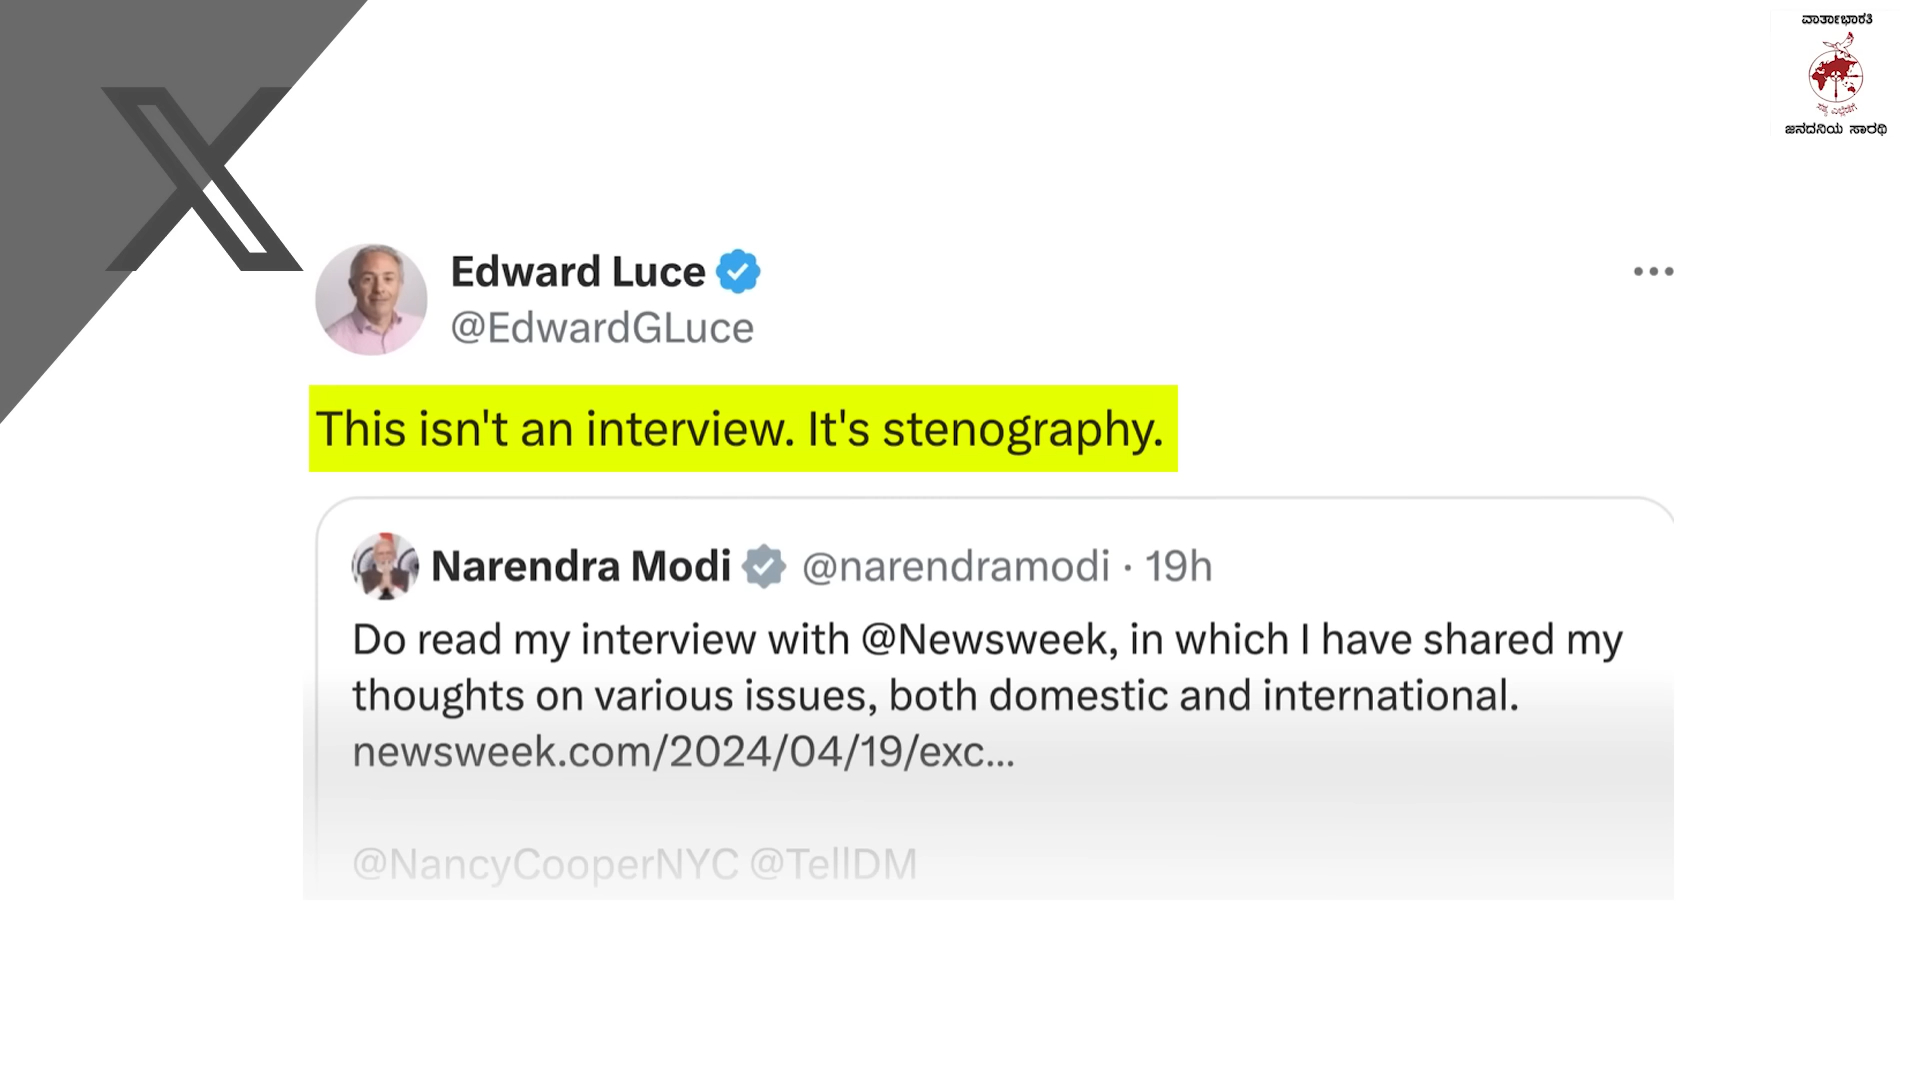 ವಾರ್ತಾಭಾರತಿ
ಜನದನಿಯ ಸಾರಥಿ
Edward Luce
@EdwardGLuce
This isn't an interview. It's stenography.
Narendra Modi @narendramodi · 19h
Do read my interview with @Newsweek, in which I have shared my
thoughts on various issues, both domestic and international.
newsweek.com/2024/04/19/exc...
@NancyCooperNYC @TellDM